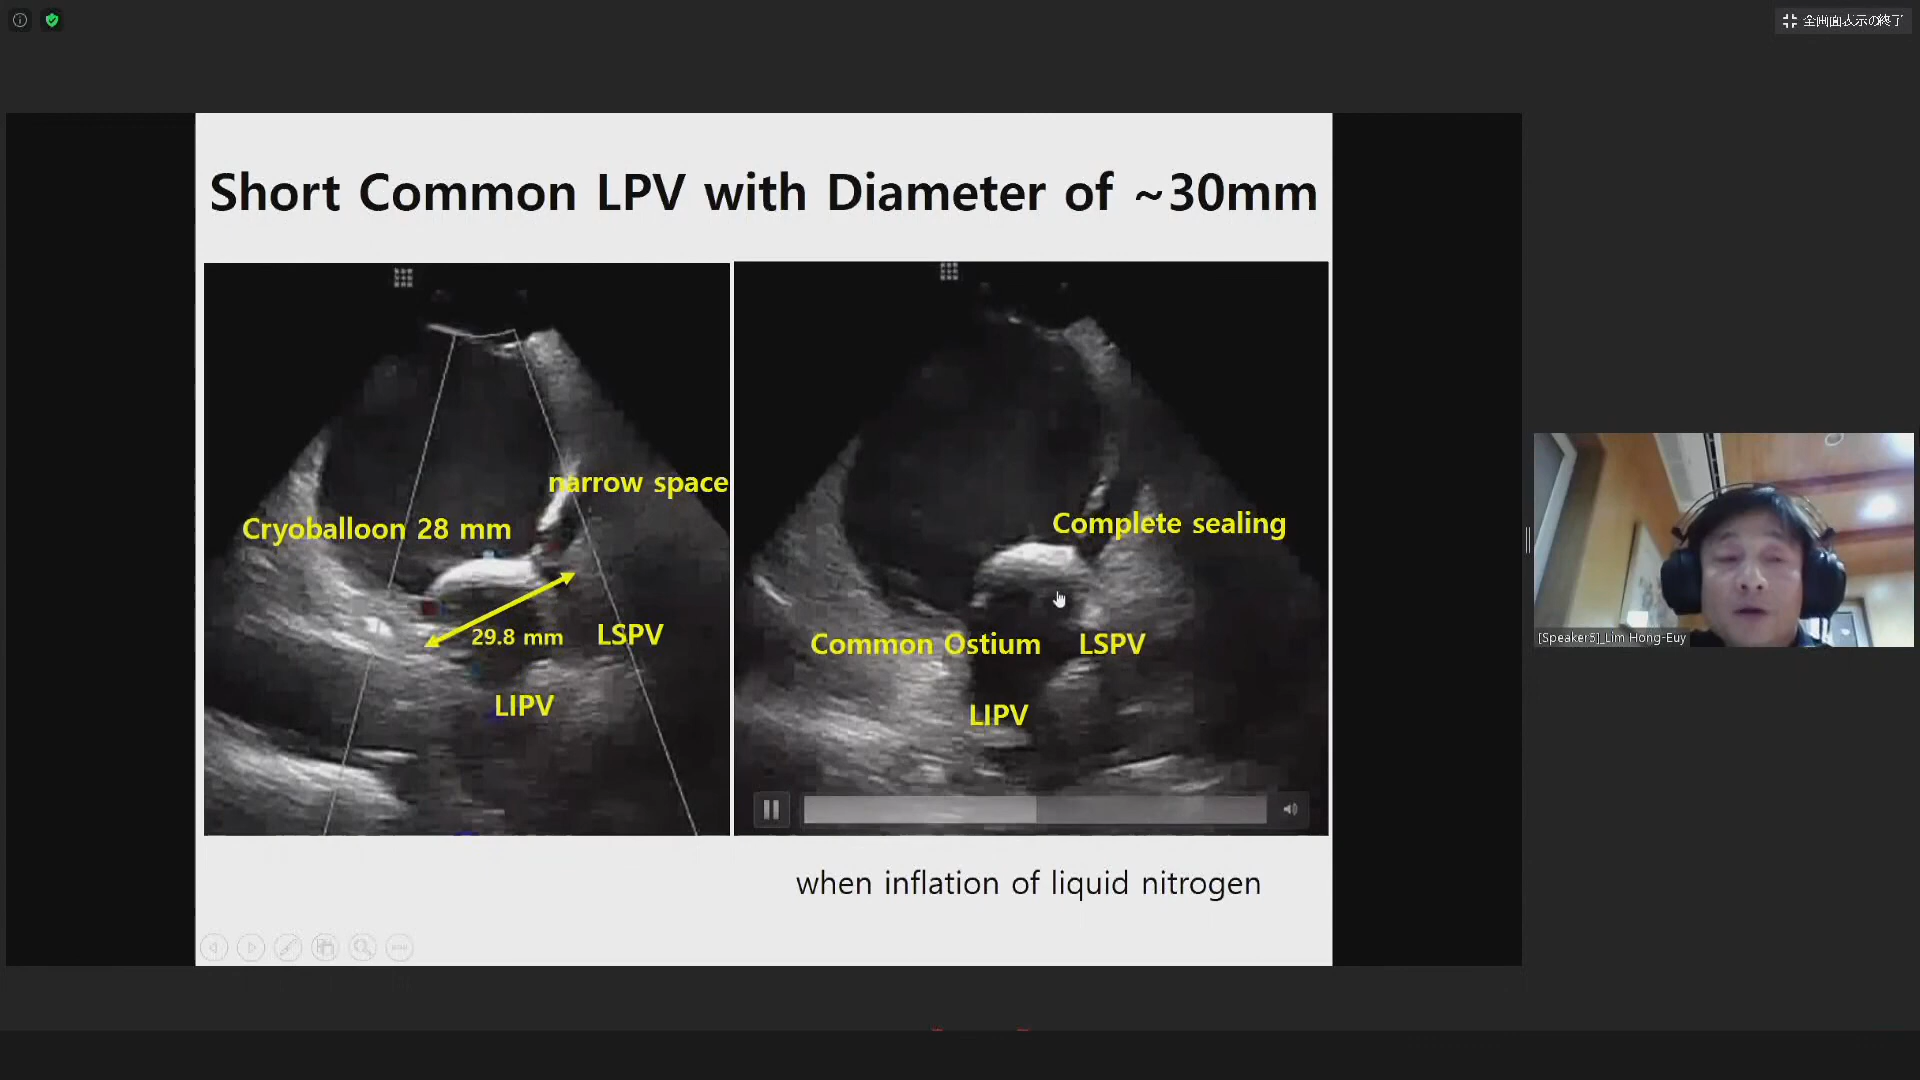 全画面表示の終了
Short Common LPV with Diameter of ~30mm
narrow space
Cryoballoon 28 mm
29.8 mm
LSPV
LIPV
Complete sealing
Common Ostium
LSPV
LIPV
when inflation of liquid nitrogen
[Speaker5]_Lim Hong-Euy